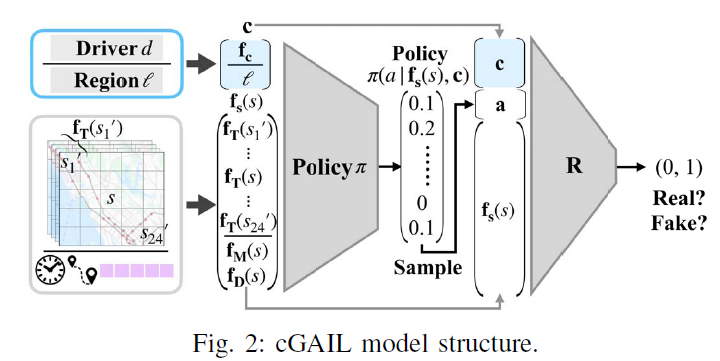 c
Driver d
Region ℓ
f_c
ℓ
f_s(s)
f_T(s_1')
⋮
f_T(s)
⋮
f_T(s_24')
f_M(s)
f_D(s)
f_T(s_1')
s_1'
s
s_24'
Policy π
Policy
π(a|f_s(s), c)
0.1
0.2
⋮
0
0.1
Sample
c
a
f_s(s)
R
(0, 1)
Real?
Fake?
Fig. 2: cGAIL model structure.